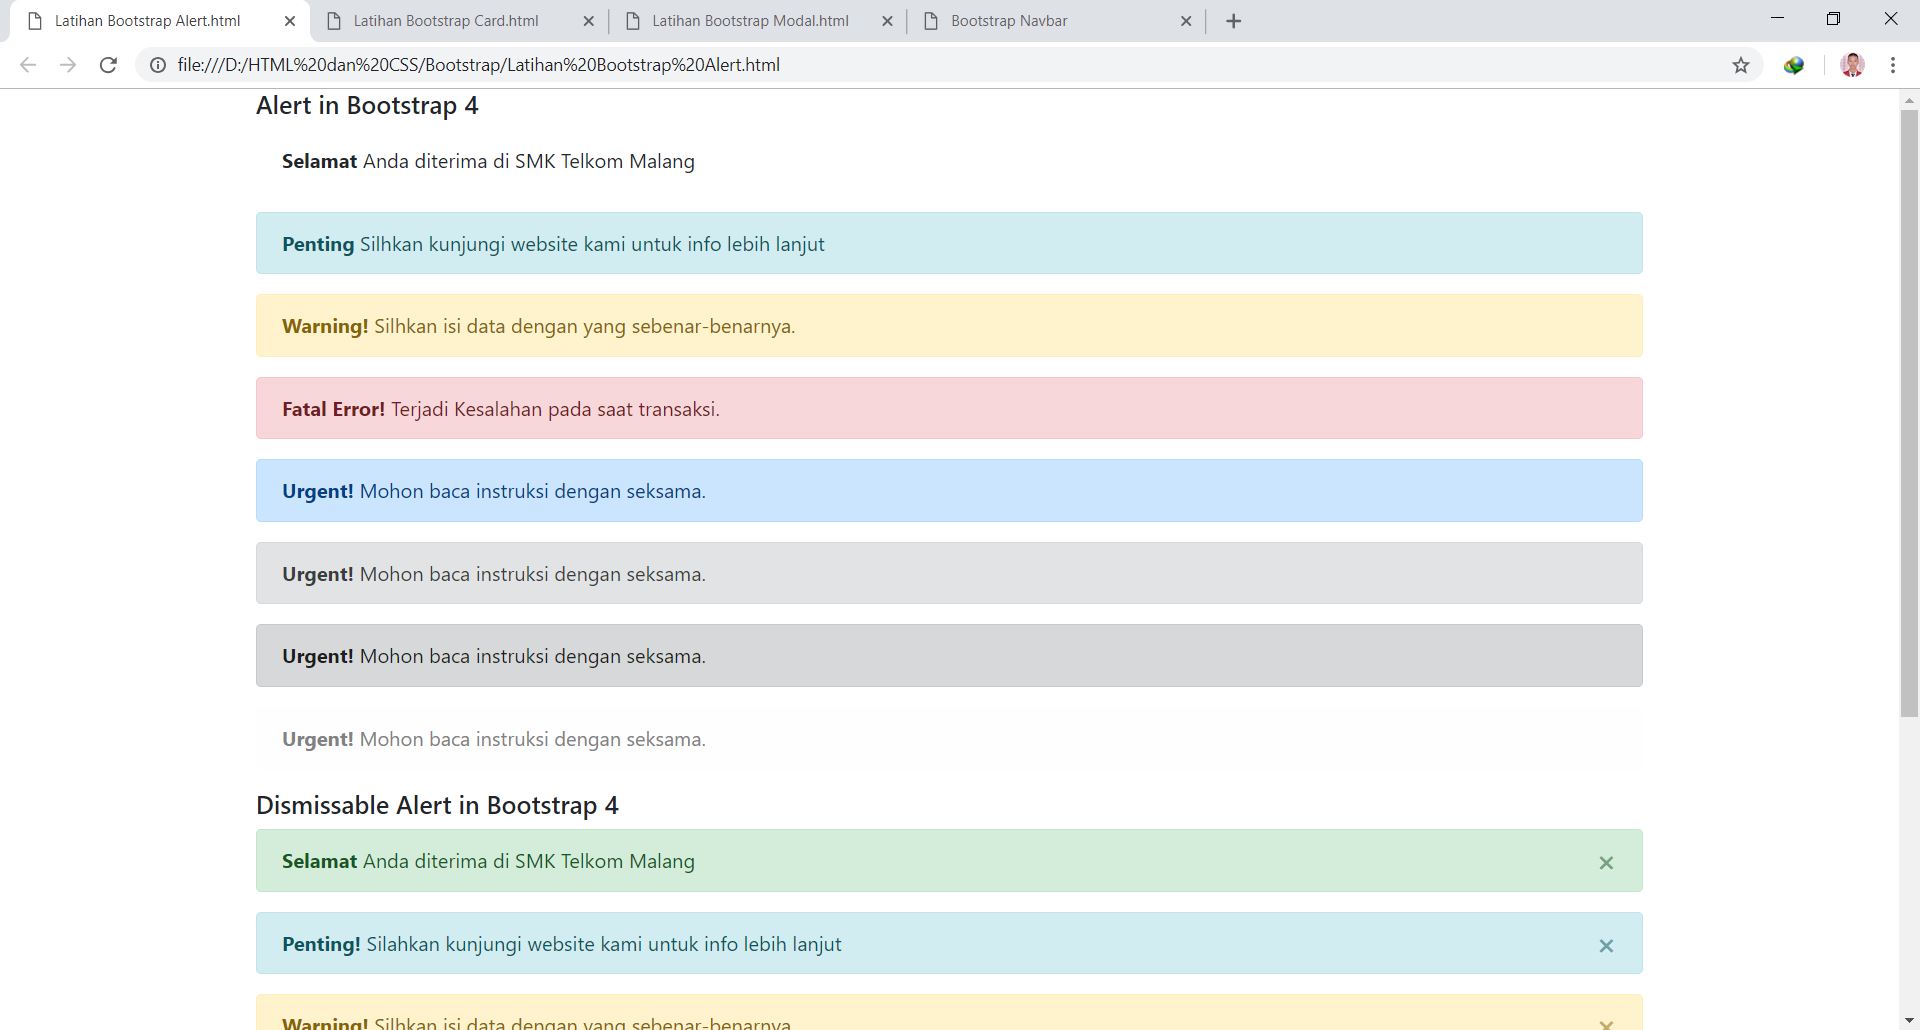 Latihan Bootstrap Alert.html
Latihan Bootstrap Card.html
Latihan Bootstrap Modal.html
Bootstrap Navbar
file:///D:/HTML%20dan%20CSS/Bootstrap/Latihan%20Bootstrap%20Alert.html
Alert in Bootstrap 4
Selamat Anda diterima di SMK Telkom Malang
Penting Silhkan kunjungi website kami untuk info lebih lanjut
Warning! Silhkan isi data dengan yang sebenar-benarnya.
Fatal Error! Terjadi Kesalahan pada saat transaksi.
Urgent! Mohon baca instruksi dengan seksama.
Urgent! Mohon baca instruksi dengan seksama.
Urgent! Mohon baca instruksi dengan seksama.
Urgent! Mohon baca instruksi dengan seksama.
Dismissable Alert in Bootstrap 4
Selamat Anda diterima di SMK Telkom Malang ×
Penting! Silahkan kunjungi website kami untuk info lebih lanjut ×
Warning! Silhkan isi data dengan yang sebenar-benarnya ×